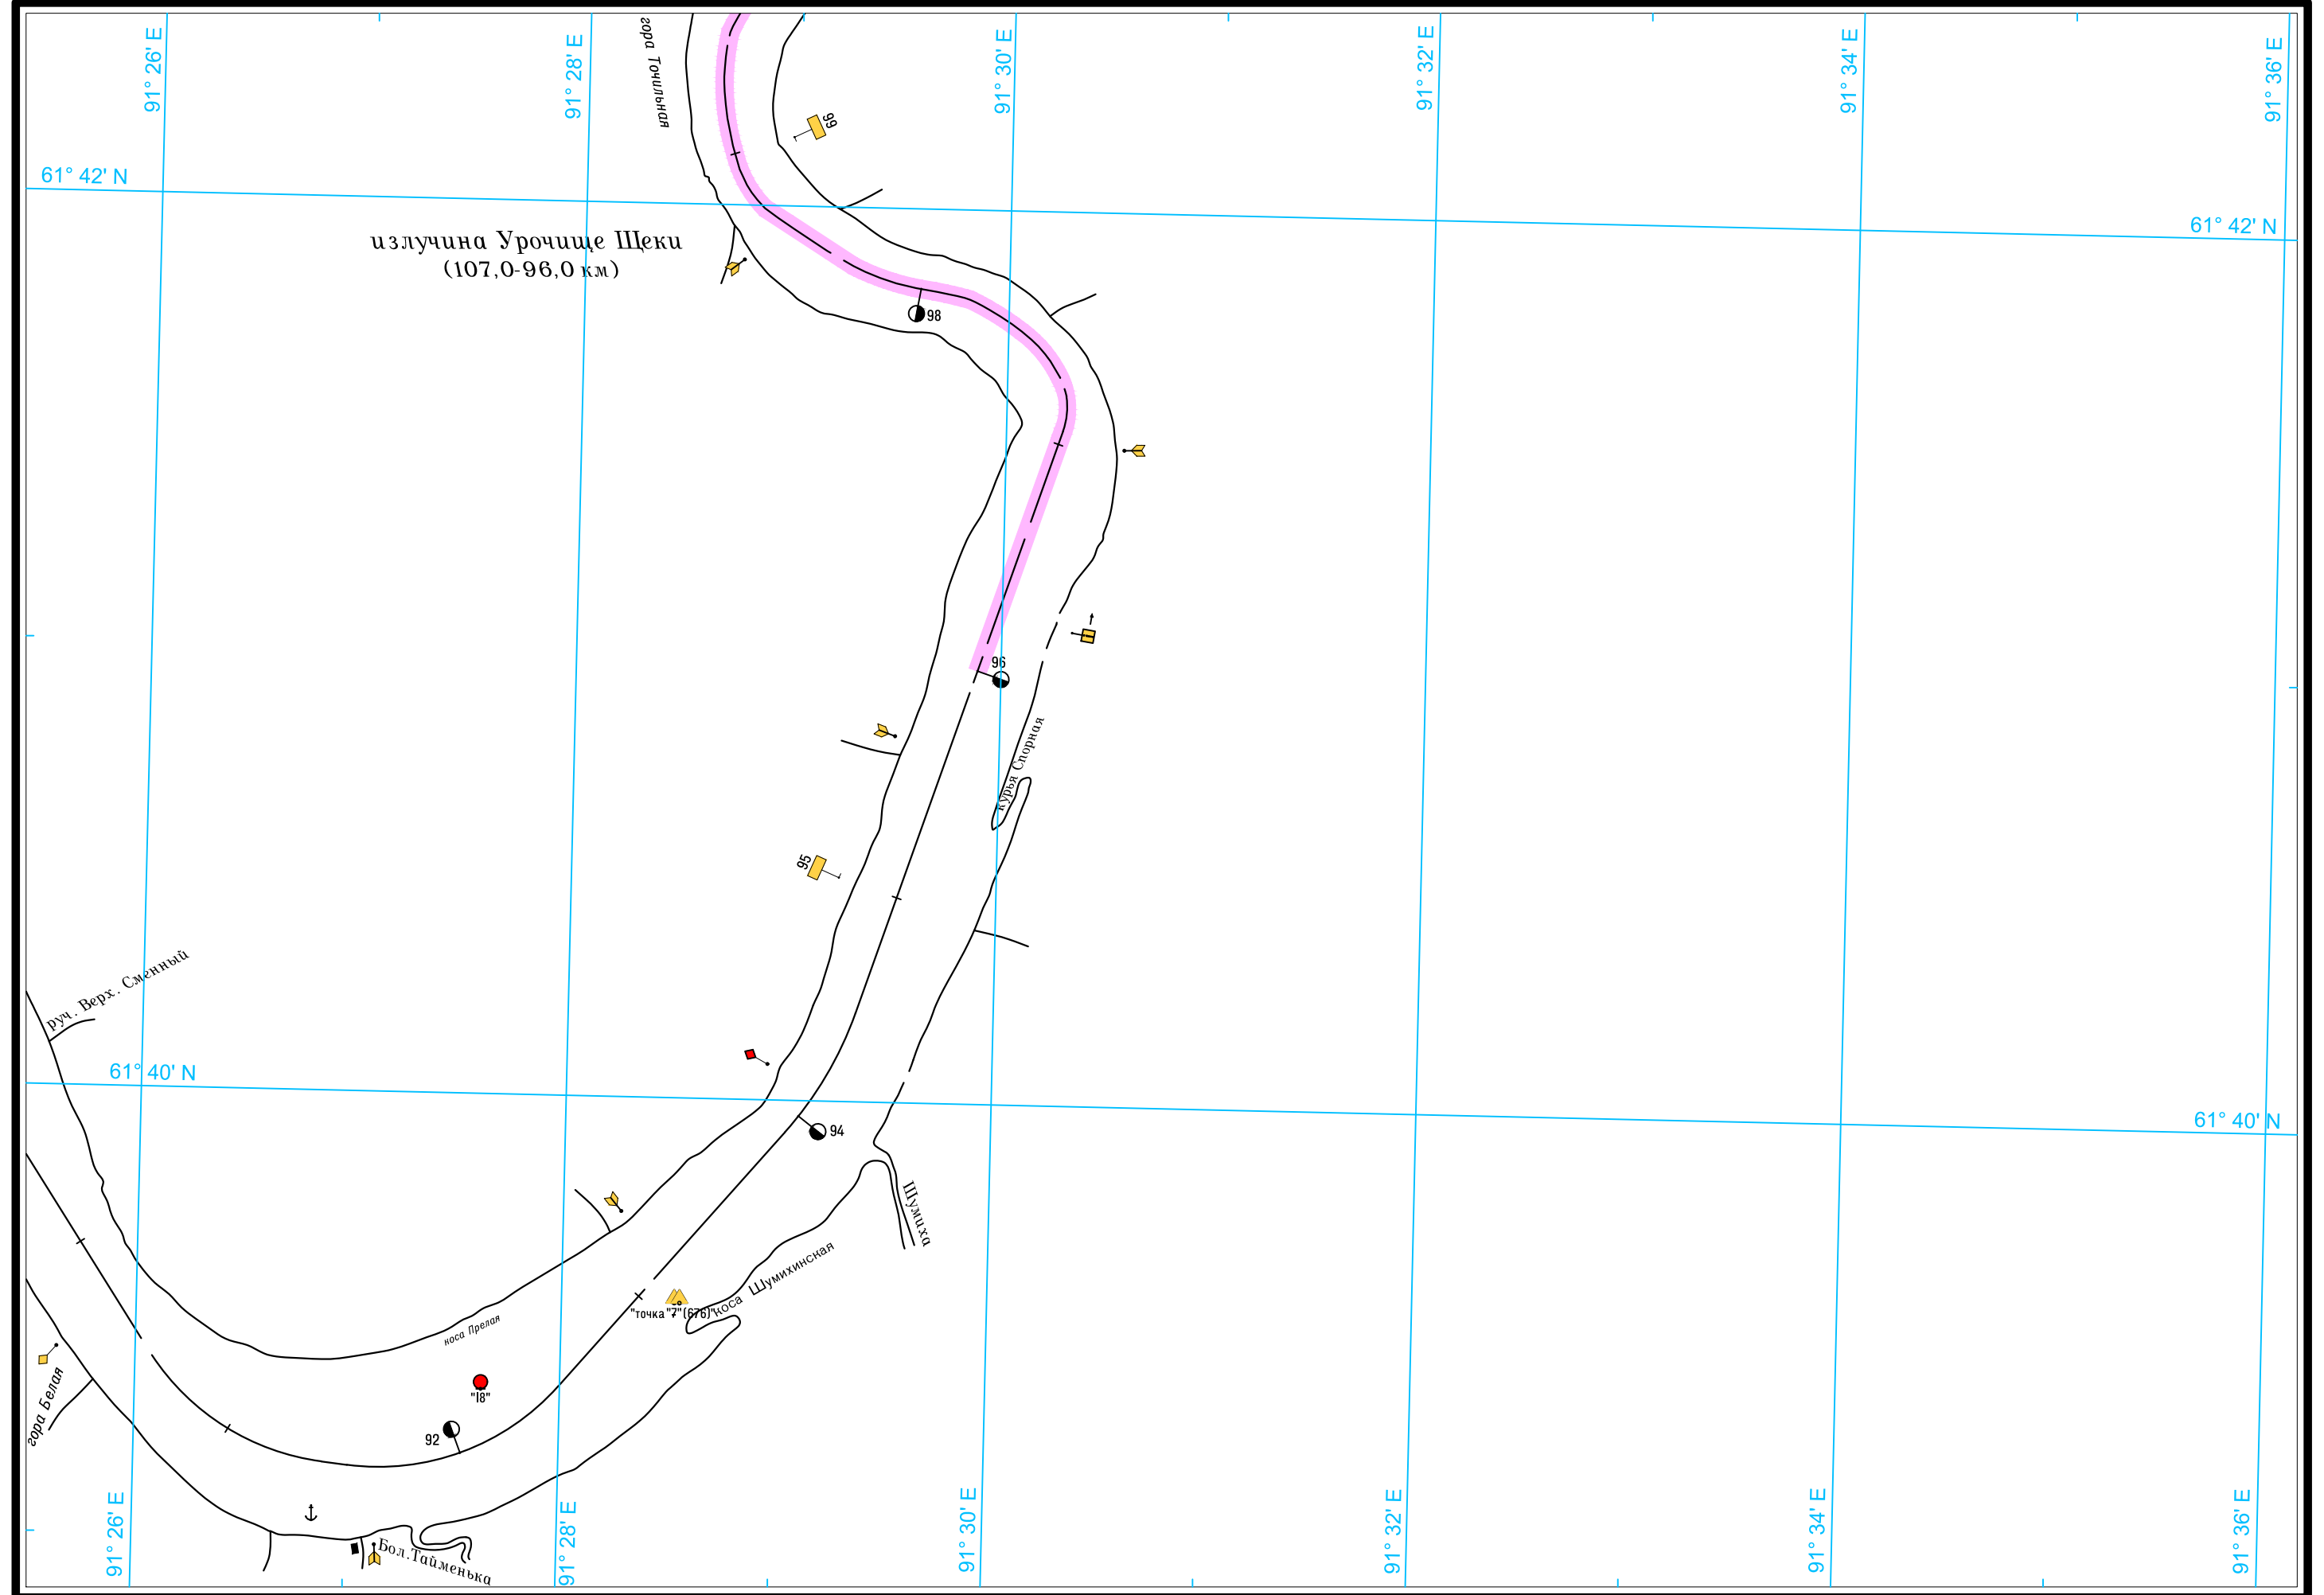 91° 26' E
91° 28' E
гора Точильная
91° 30' E
91° 32' E
91° 34' E
91° 36' E
99
61° 42' N
61° 42' N
излучина Урочище Щеки
(107,0-96,0 км)
98
96
курья Спорная
95
руч. Верх. Сменный
61° 40' N
61° 40' N
94
Шумиха
коса Шумихинская
"точка "7"(676)"
коса Прелая
"18"
гора Белая
92
Бол.Тайменька
91° 26' E
91° 28' E
91° 30' E
91° 32' E
91° 34' E
91° 36' E